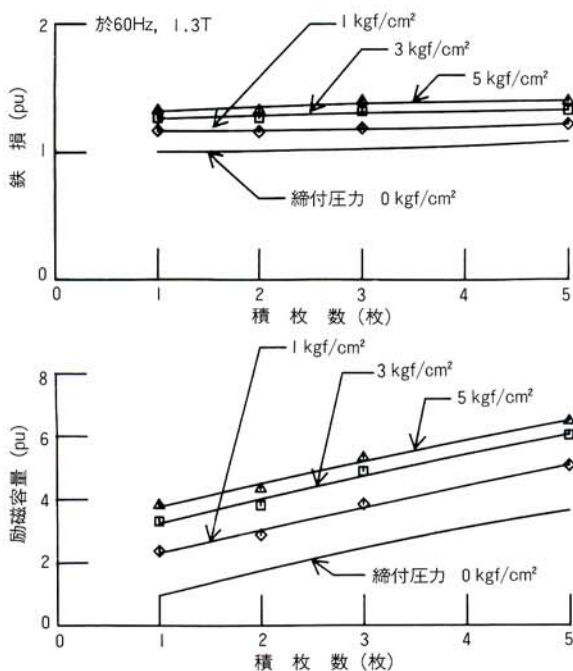 於60Hz, 1.3T
1 kgf/cm²
3 kgf/cm²
5 kgf/cm²
締付圧力 0 kgf/cm²
鉄 損 (pu)
2
1
0
0 1 2 3 4 5
積 枚 数 (枚)
1 kgf/cm²
3 kgf/cm²
5 kgf/cm²
締付圧力 0 kgf/cm²
励磁容量 (pu)
8
6
4
2
0
0 1 2 3 4 5
積 枚 数 (枚)